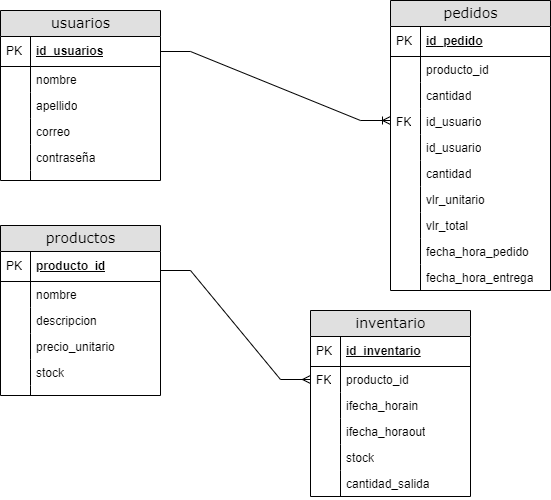 usuarios
PK id_usuarios
nombre
apellido
correo
contraseña
pedidos
PK id_pedido
producto_id
cantidad
FK id_usuario
id_usuario
cantidad
vlr_unitario
vlr_total
fecha_hora_pedido
fecha_hora_entrega
productos
PK producto_id
nombre
descripcion
precio_unitario
stock
inventario
PK id_inventario
FK producto_id
ifecha_horain
ifecha_horaout
stock
cantidad_salida